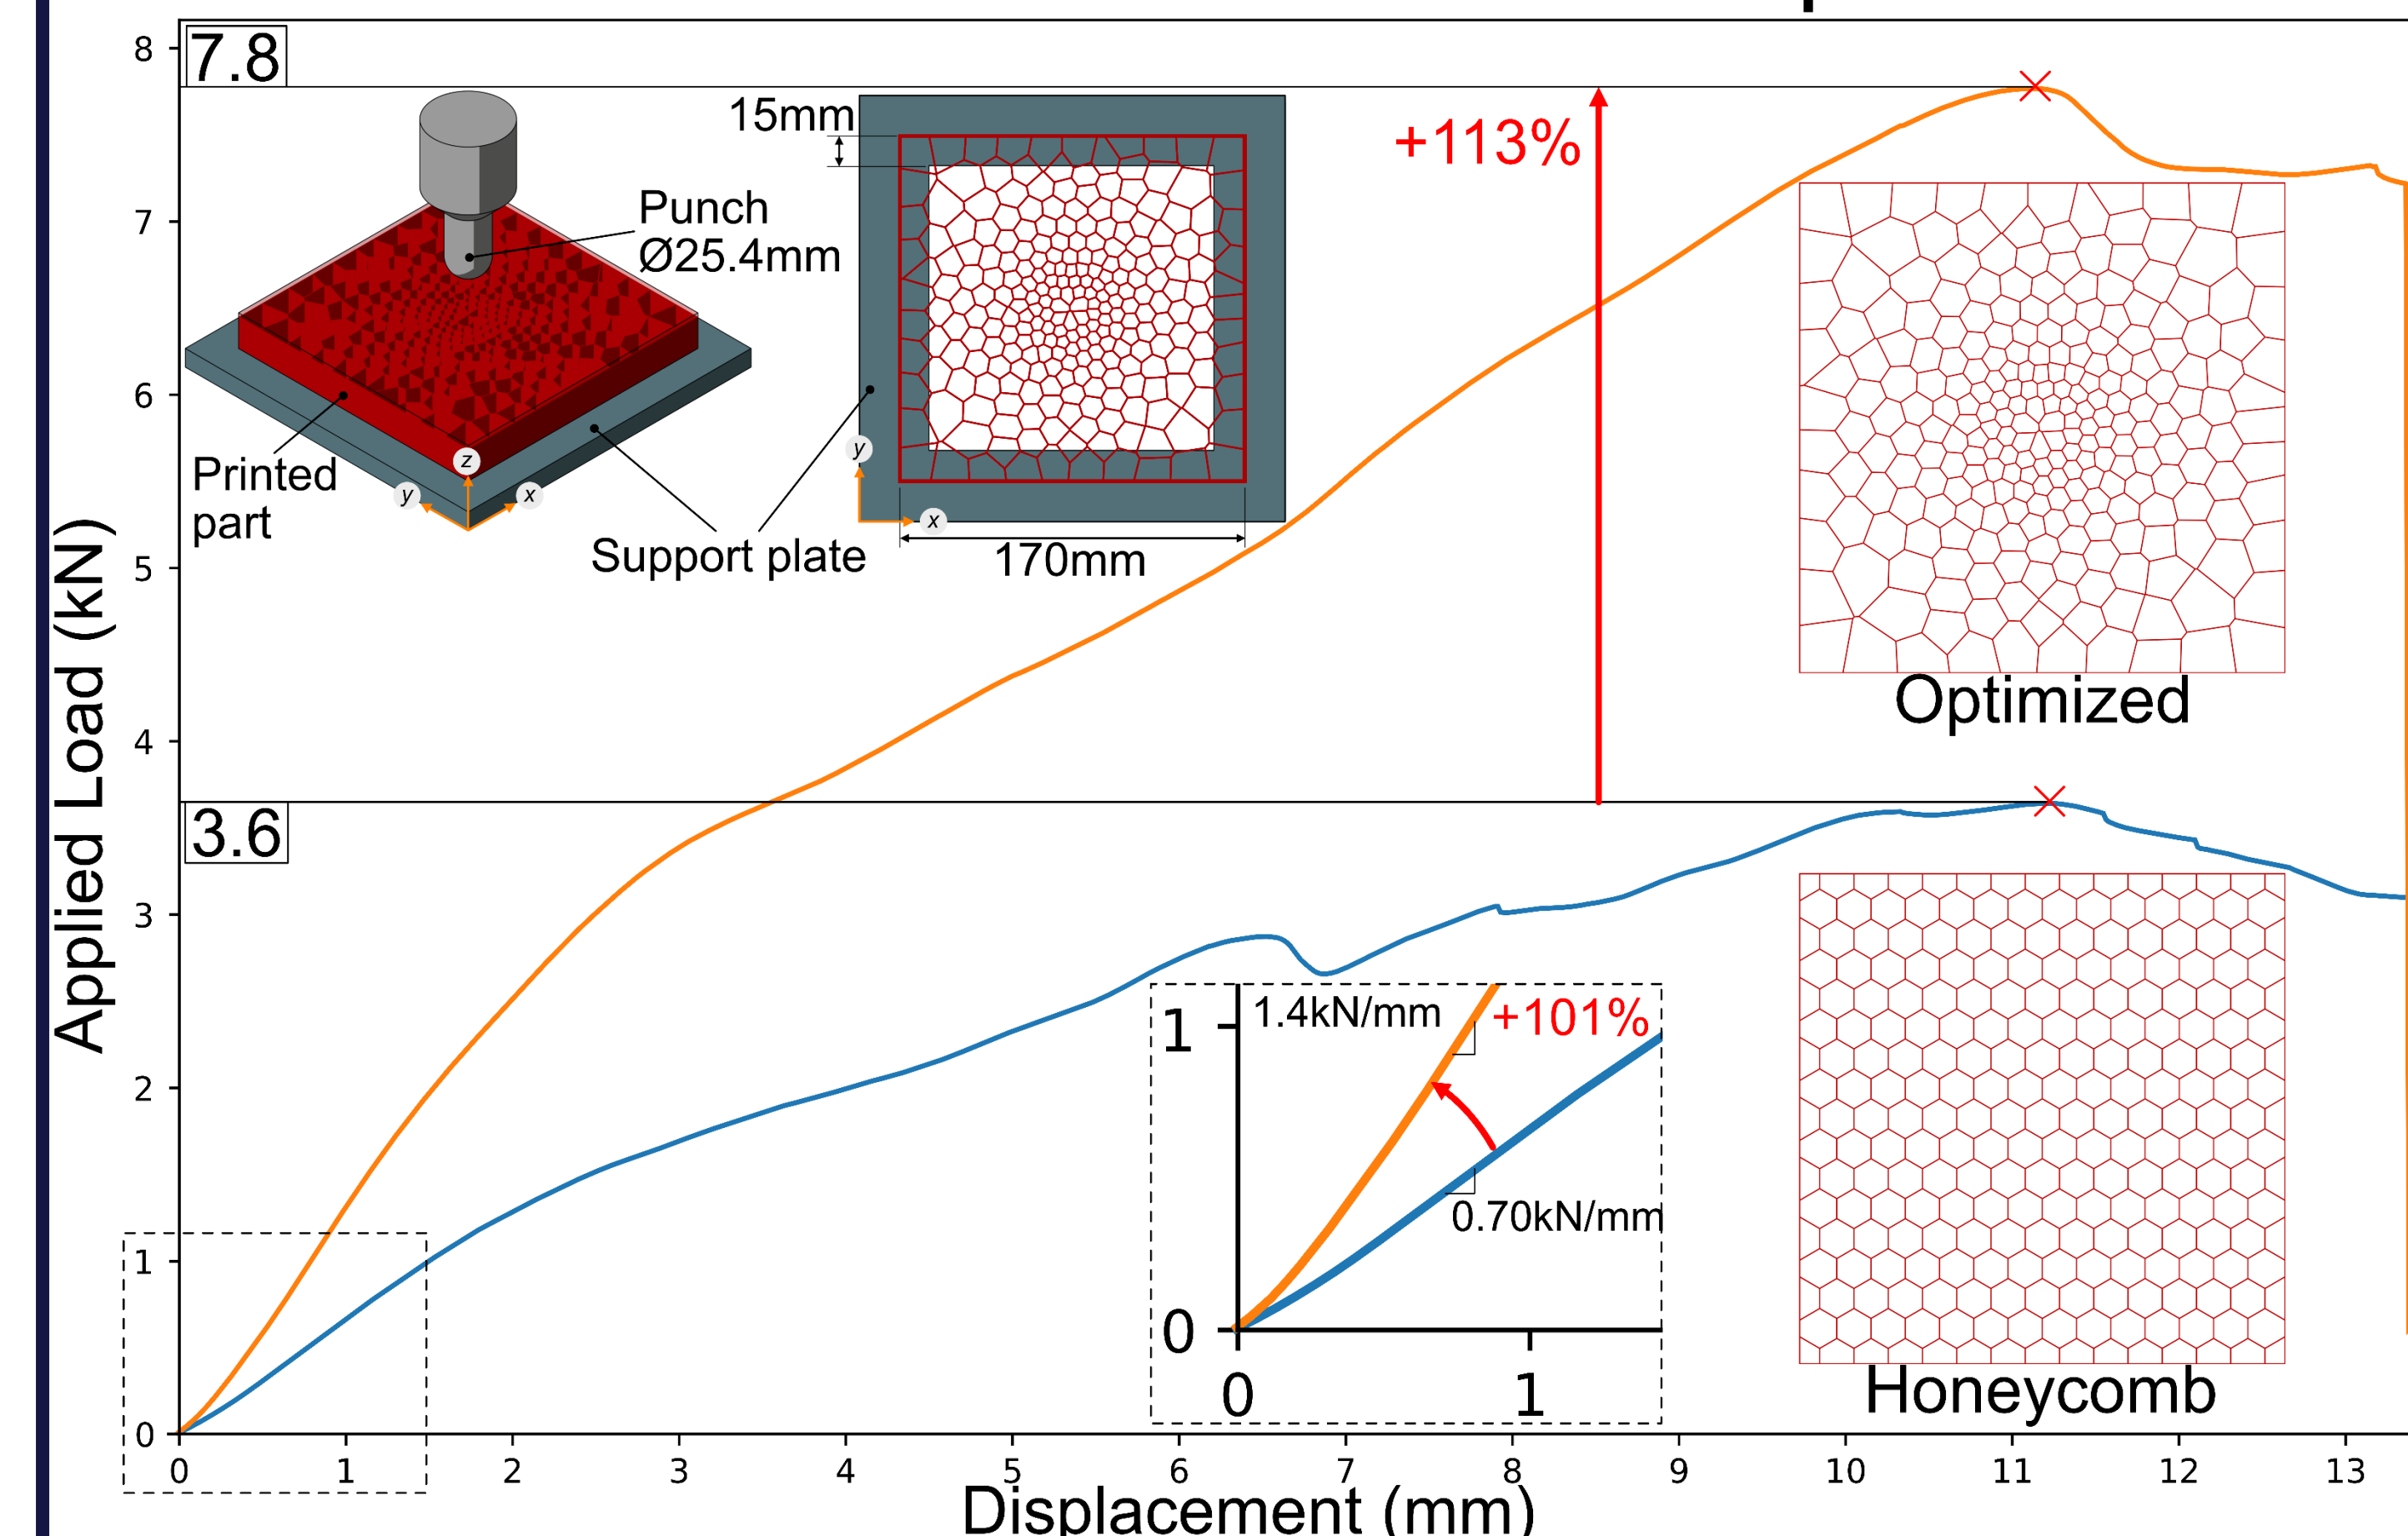 8
7.8
15mm
+113%
Punch
Ø25.4mm
7
6
Printed
part
z
y
x
y
x
Support plate
170mm
5
Optimized
4
Applied Load (kN)
3.6
3
1
1.4kN/mm
+101%
2
0.70kN/mm
1
0
0
1
Honeycomb
0
0
1
2
3
4
5
6
7
8
9
10
11
12
13
Displacement (mm)